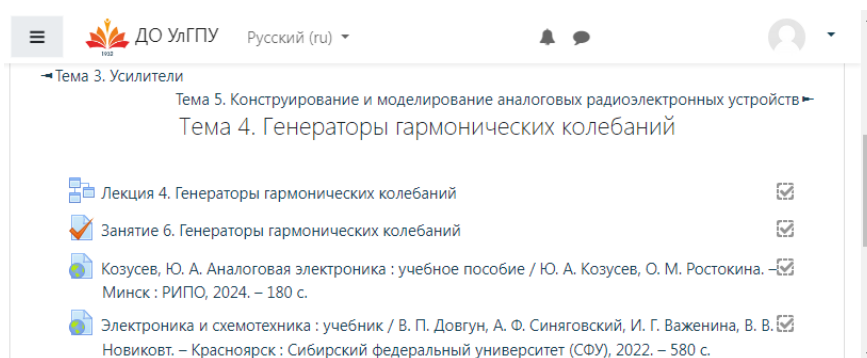 ДО УлГПУ Русский (ru)
1932
Тема 3. Усилители
Тема 5. Конструирование и моделирование аналоговых радиоэлектронных устройств
Тема 4. Генераторы гармонических колебаний
Лекция 4. Генераторы гармонических колебаний
Занятие 6. Генераторы гармонических колебаний
Козусев, Ю. А. Аналоговая электроника : учебное пособие / Ю. А. Козусев, О. М. Ростокина. –
Минск : РИПО, 2024. – 180 с.
Электроника и схемотехника : учебник / В. П. Довгун, А. Ф. Синяговский, И. Г. Важенина, В. В.
Новиковт. – Красноярск : Сибирский федеральный университет (СФУ), 2022. – 580 с.